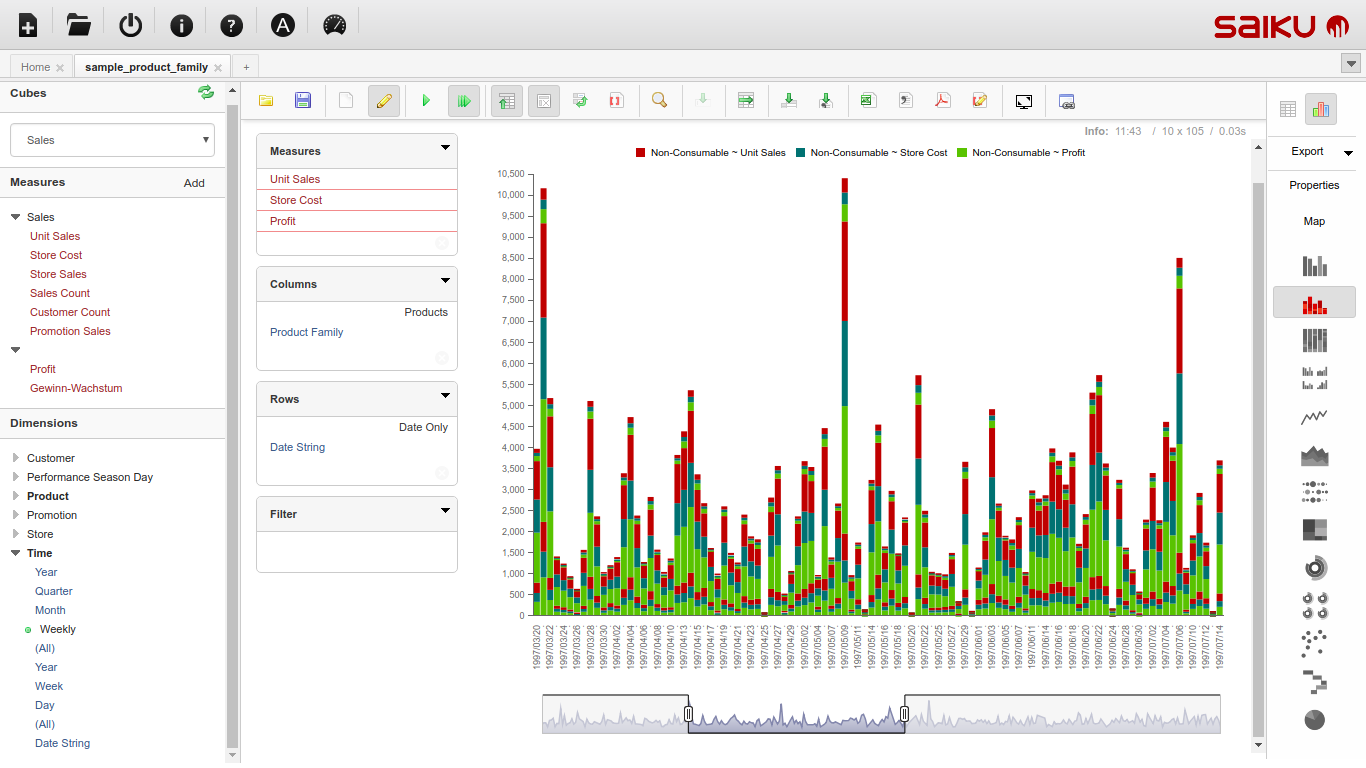 SAIKU
Home
sample_product_family
+
Cubes
Sales
Measures Add
Sales
Unit Sales
Store Cost
Store Sales
Sales Count
Customer Count
Promotion Sales
Profit
Gewinn-Wachstum
Dimensions
Customer
Performance Season Day
Product
Promotion
Store
Time
Year
Quarter
Month
Weekly
(All)
Year
Week
Day
(All)
Date String
Measures
Unit Sales
Store Cost
Profit
Columns
Products
Product Family
Rows
Date Only
Date String
Filter
Info: 11:43 / 10 x 105 / 0.03s
Non-Consumable ~ Unit Sales Non-Consumable ~ Store Cost Non-Consumable ~ Profit
10,500
10,000
9,500
9,000
8,500
8,000
7,500
7,000
6,500
6,000
5,500
5,000
4,500
4,000
3,500
3,000
2,500
2,000
1,500
1,000
500
0
1997/03/20
1997/03/22
1997/03/24
1997/03/26
1997/03/28
1997/03/30
1997/04/02
1997/04/04
1997/04/06
1997/04/08
1997/04/10
1997/04/13
1997/04/15
1997/04/17
1997/04/19
1997/04/21
1997/04/23
1997/04/25
1997/04/27
1997/04/29
1997/05/02
1997/05/04
1997/05/07
1997/05/09
1997/05/11
1997/05/14
1997/05/16
1997/05/18
1997/05/20
1997/05/22
1997/05/25
1997/05/27
1997/05/29
1997/06/01
1997/06/03
1997/06/05
1997/06/07
1997/06/11
1997/06/14
1997/06/16
1997/06/18
1997/06/20
1997/06/22
1997/06/24
1997/06/26
1997/06/28
1997/06/30
1997/07/02
1997/07/04
1997/07/06
1997/07/10
1997/07/12
1997/07/14
Export
Properties
Map